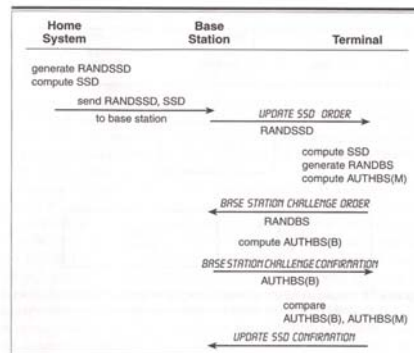 Home System
Base Station
Terminal
generate RANDSSD
compute SSD
send RANDSSD, SSD
to base station
UPDATE SSD ORDER
RANDSSD
compute SSD
generate RANDBS
compute AUTHBS(M)
BASE STATION CHALLENGE ORDER
RANDBS
compute AUTHBS(B)
BASE STATION CHALLENGE CONFIRMATION
AUTHBS(B)
compare
AUTHBS(B), AUTHBS(M)
UPDATE SSD CONFIRMATION